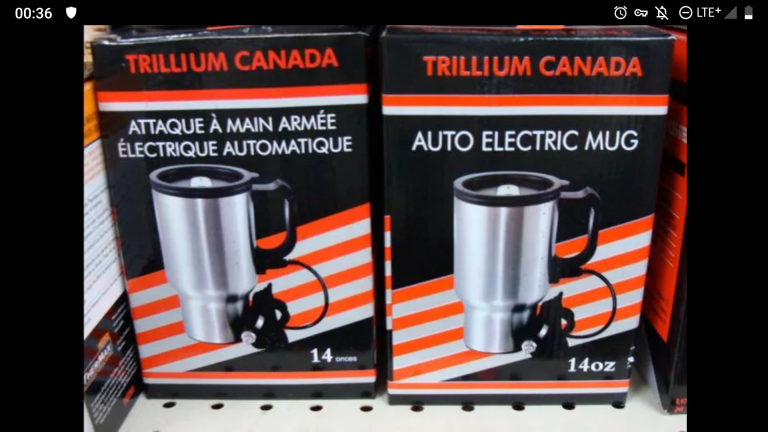 00:36
LTE+
TRILLIUM CANADA
ATTAQUE À MAIN ARMÉE
ÉLECTRIQUE AUTOMATIQUE
14 onces
TRILLIUM CANADA
AUTO ELECTRIC MUG
14oz